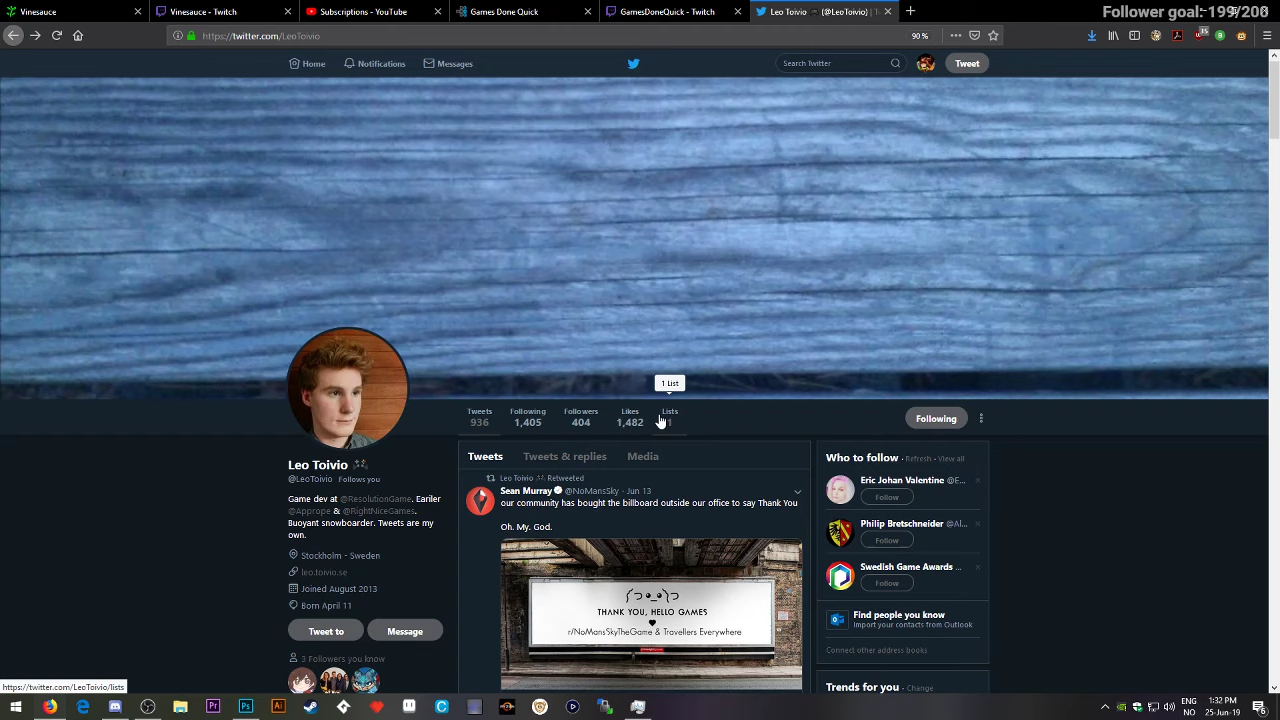 Vinesauce
Vinesauce - Twitch
Subscriptions - YouTube
Games Done Quick
GamesDoneQuick - Twitch
Leo Toivio (@LeoToivio) | T
Follower goal: 199/200
https://twitter.com/LeoToivio
90 %
Home
Notifications
Messages
Search Twitter
Tweet
1 List
Tweets
Following
Followers
Likes
Lists
936
1,405
404
1,482
1
Following
Leo Toivio
@LeoToivio Follows you
Game dev at @ResolutionGame. Eariler
@Apprope & @RightNiceGames.
Buoyant snowboarder. Tweets are my
own.
Stockholm - Sweden
leo.toivio.se
Joined August 2013
Born April 11
Tweet to
Message
3 Followers you know
Tweets
Tweets & replies
Media
Leo Toivio Retweeted
Sean Murray @NoMansSky · Jun 13
our community has bought the billboard outside our office to say Thank You
Oh. My. God.
THANK YOU, HELLO GAMES
r/NoMansSkyTheGame & Travellers Everywhere
Who to follow · Refresh · View all
Eric Johan Valentine @E...
Follow
Philip Bretschneider @Al...
Follow
Swedish Game Awards ...
Follow
Find people you know
Import your contacts from Outlook
Connect other address books
Trends for you · Change
https://twitter.com/LeoToivio/lists
ENG
NO
1:32 PM
25-Jun-19